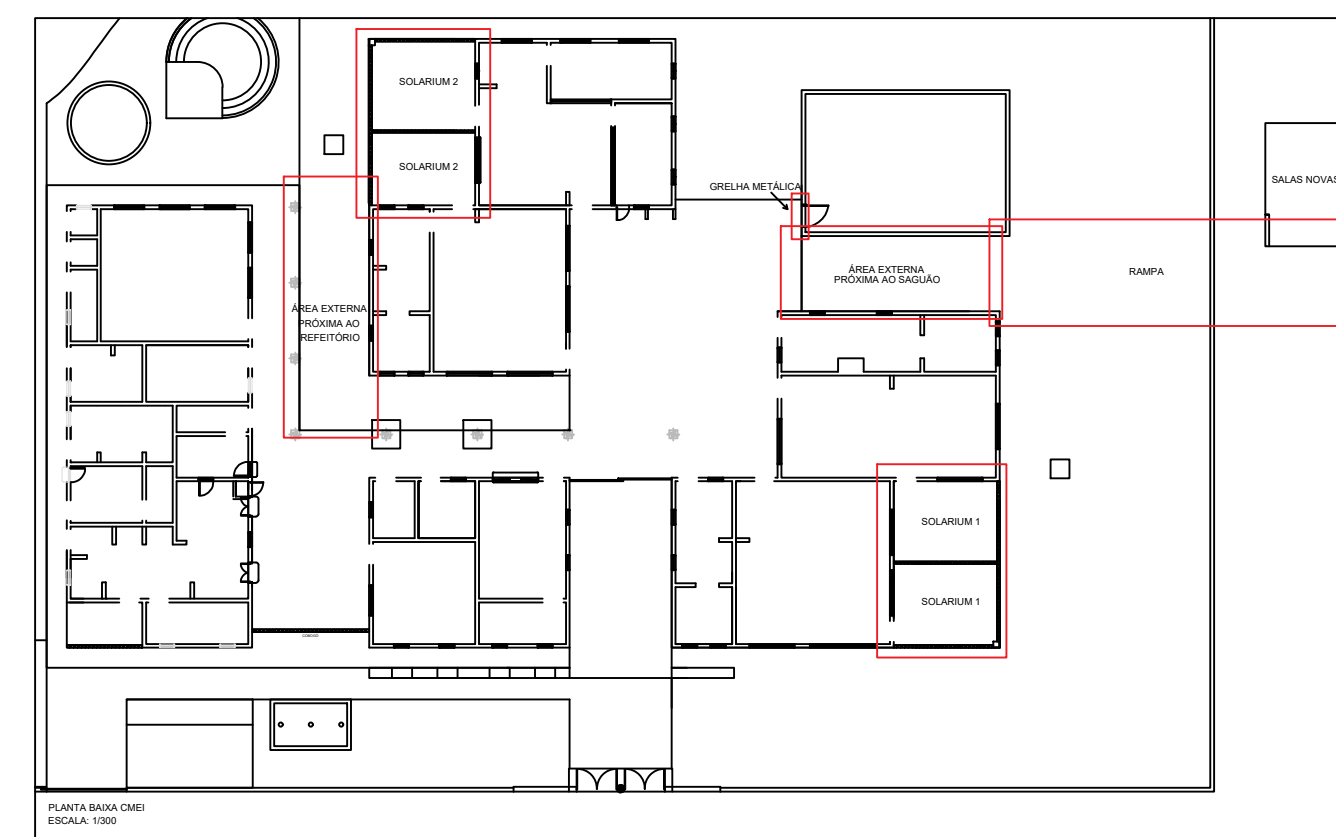 SOLARIUM 2
SOLARIUM 2
GRELHA METÁLICA
SALAS NOVAS
ÁREA EXTERNA
PRÓXIMA AO SAGUÃO
RAMPA
ÁREA EXTERNA
PRÓXIMA AO
REFEITÓRIO
SOLARIUM 1
SOLARIUM 1
PLANTA BAIXA CMEI
ESCALA: 1/300